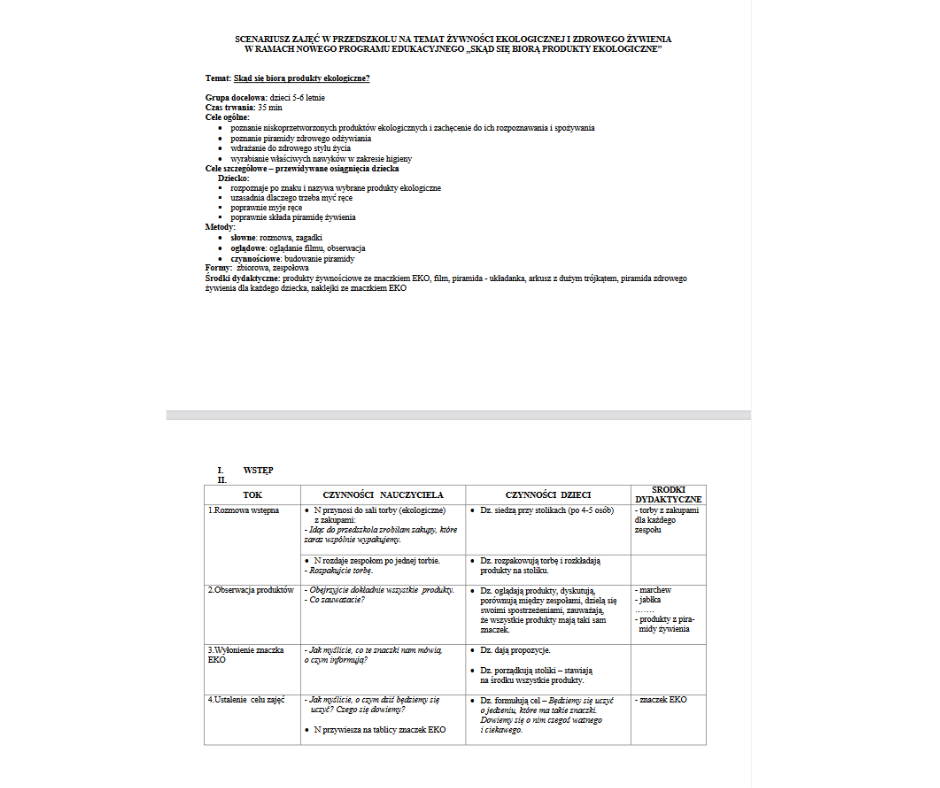 SCENARIUSZ ZAJĘĆ W PRZEDSZKOLU NA TEMAT ŻYWNOŚCI EKOLOGICZNEJ I ZDROWEGO ŻYWIENIA
W RAMACH NOWEGO PROGRAMU EDUKACYJNEGO „SKĄD SIĘ BIORĄ PRODUKTY EKOLOGICZNE”
Temat: Skąd się biorą produkty ekologiczne?
Grupa docelowa: dzieci 5-6 letnie
Czas trwania: 35 min
Cele ogólne:
• poznanie niskoprzetworzonych produktów ekologicznych i zachęcenie do ich rozpoznawania i spożywania
• poznanie piramidy zdrowego odżywiania
• wdrażanie do zdrowego stylu życia
• wyrabianie właściwych nawyków w zakresie higieny
Cele szczegółowe – przewidywane osiągnięcia dziecka
Dziecko:
▪ rozpoznaje po znaku i nazywa wybrane produkty ekologiczne
▪ uzasadnia dlaczego trzeba myć ręce
▪ poprawnie myje ręce
▪ poprawnie składa piramidę żywienia
Metody:
• słowne: rozmowa, zagadki
• oglądowe: oglądanie filmu, obserwacja
• czynnościowe: budowanie piramidy
Formy: zbiorowa, zespołowa
Środki dydaktyczne: produkty żywnościowe ze znaczkiem EKO, film, piramida - układanka, arkusz z dużym trójkątem, piramida zdrowego
żywienia dla każdego dziecka, naklejki ze znaczkiem EKO
I. WSTĘP
II.
TOK
CZYNNOŚCI NAUCZYCIELA
CZYNNOŚCI DZIECI
ŚRODKI
DYDAKTYCZNE
1.Rozmowa wstępna
• N przynosi do sali torby (ekologiczne)
z zakupami:
- Idąc do przedszkola zrobiłam zakupy, które
zaraz wspólnie wypakujemy.
• Dz. siedzą przy stolikach (po 4-5 osób)
- torby z zakupami
dla każdego
zespołu
• N rozdaje zespołom po jednej torbie.
- Rozpakujcie torbę.
• Dz. rozpakowują torbę i rozkładają
produkty na stoliku.
2.Obserwacja produktów
- Obejrzyjcie dokładnie wszystkie produkty.
- Co zauważacie?
• Dz. oglądają produkty, dyskutują,
porównują między zespołami, dzielą się
swoimi spostrzeżeniami, zauważają,
że wszystkie produkty mają taki sam
znaczek.
- marchew
- jabłka
.......
- produkty z pira-
midy żywienia
3.Wyłonienie znaczka
EKO
- Jak myślicie, co te znaczki nam mówią,
o czym informują?
• Dz. dają propozycje.
• Dz. porządkują stoliki – stawiają
na środku wszystkie produkty.
4.Ustalenie celu zajęć
- Jak myślicie, o czym dziś będziemy się
uczyć? Czego się dowiemy?
• N przywiesza na tablicy znaczek EKO
• Dz. formułują cel – Będziemy się uczyć
o jedzeniu, które ma takie znaczki.
Dowiemy się o nim czegoś ważnego
i ciekawego.
- znaczek EKO